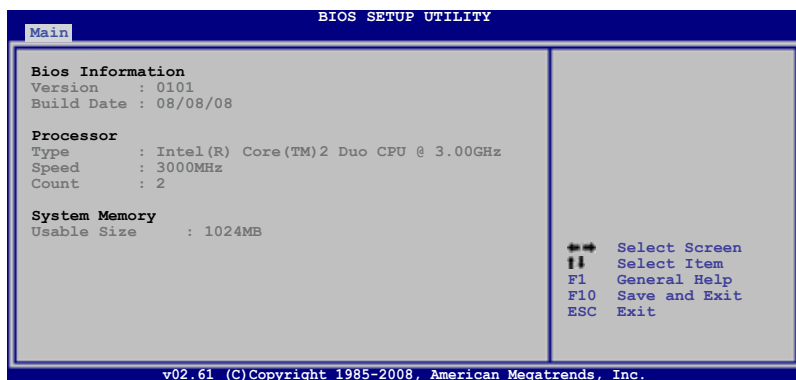 BIOS SETUP UTILITY
Main
Bios Information
Version : 0101
Build Date : 08/08/08
Processor
Type : Intel(R) Core(TM)2 Duo CPU @ 3.00GHz
Speed : 3000MHz
Count : 2
System Memory
Usable Size : 1024MB
←→ Select Screen
↑↓ Select Item
F1 General Help
F10 Save and Exit
ESC Exit
v02.61 (C)Copyright 1985-2008, American Megatrends, Inc.